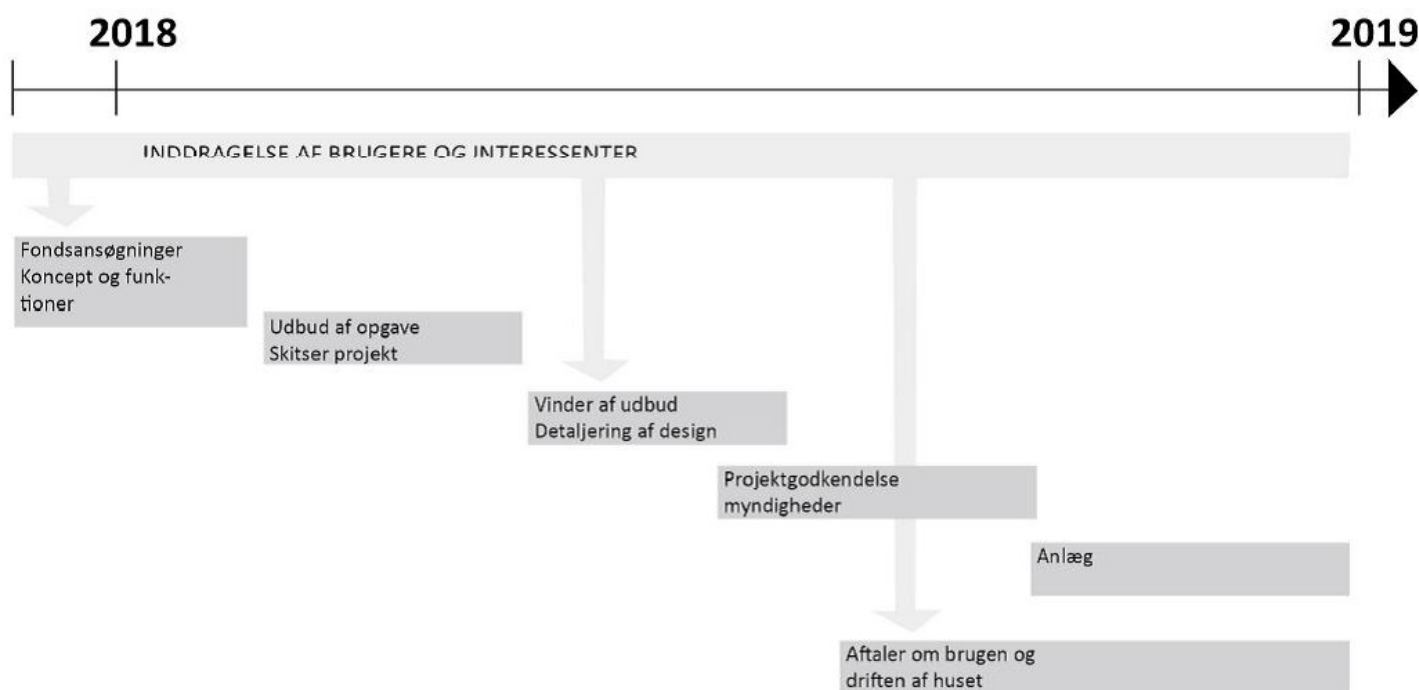 2018
2019
INDDRAGELSE AF BRUGERE OG INTERESSENTER
Fondsansøgninger
Koncept og funk-
tioner
Udbud af opgave
Skitser projekt
Vinder af udbud
Detaljering af design
Projektgodkendelse
myndigheder
Anlæg
Aftaler om brugen og
driften af huset